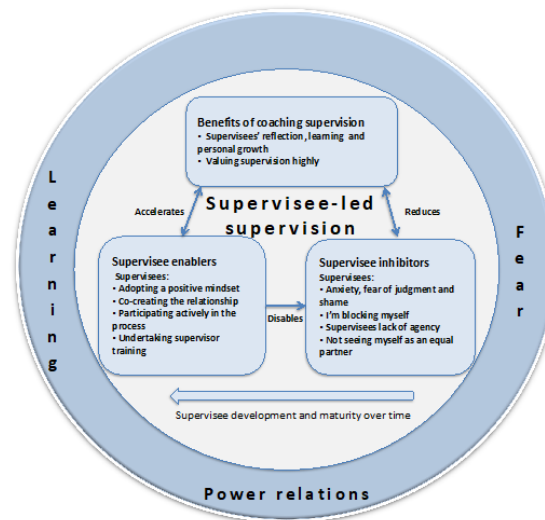 Benefits of coaching supervision
• Supervisees' reflection, learning and
personal growth
• Valuing supervision highly
Learning
Accelerates
Supervisee-led
supervision
Reduces
Fear
Supervisee enablers
Supervisees:
• Adopting a positive mindset
• Co-creating the relationship
• Participating actively in the
process
• Undertaking supervisor
training
Disables
Supervisee inhibitors
Supervisees:
• Anxiety, fear of judgment and
shame
• I'm blocking myself
• Supervisees lack of agency
• Not seeing myself as an equal
partner
Supervisee development and maturity over time
Power relations